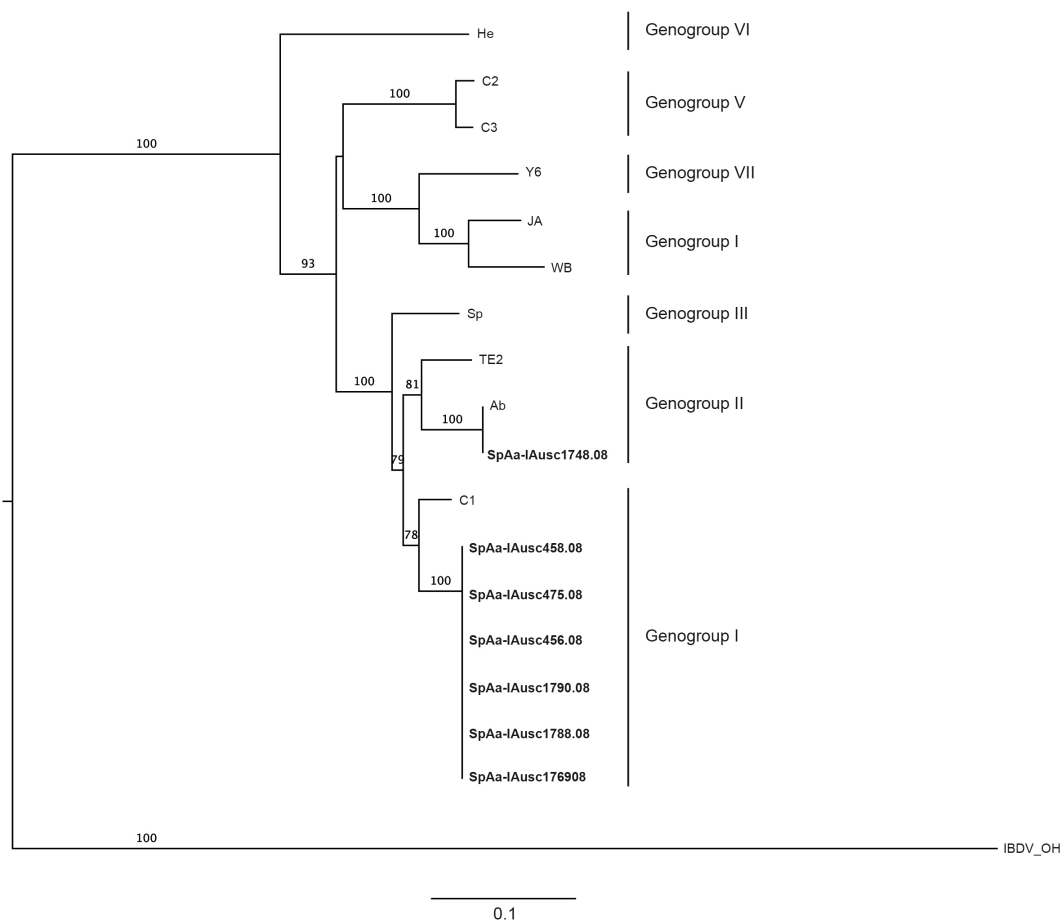 He
Genogroup VI
C2
100
Genogroup V
C3
100
Y6
Genogroup VII
100
JA
100
Genogroup I
WB
93
Sp
Genogroup III
TE2
100
81
Ab
Genogroup II
100
SpAa-IAusc1748.08
79
C1
78
SpAa-IAusc458.08
100
SpAa-IAusc475.08
SpAa-IAusc456.08
Genogroup I
SpAa-IAusc1790.08
SpAa-IAusc1788.08
SpAa-IAusc176908
100
IBDV_OH
0.1